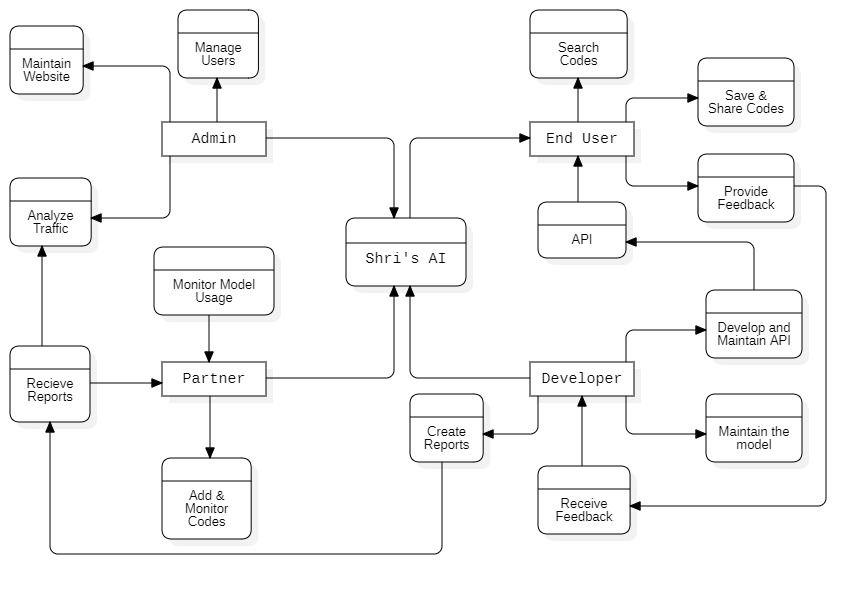 Maintain
Website
Manage
Users
Search
Codes
Save &
Share Codes
Admin
End User
Analyze
Traffic
Provide
Feedback
API
Shri's AI
Monitor Model
Usage
Develop and
Maintain API
Recieve
Reports
Partner
Developer
Create
Reports
Maintain the
model
Add &
Monitor
Codes
Receive
Feedback